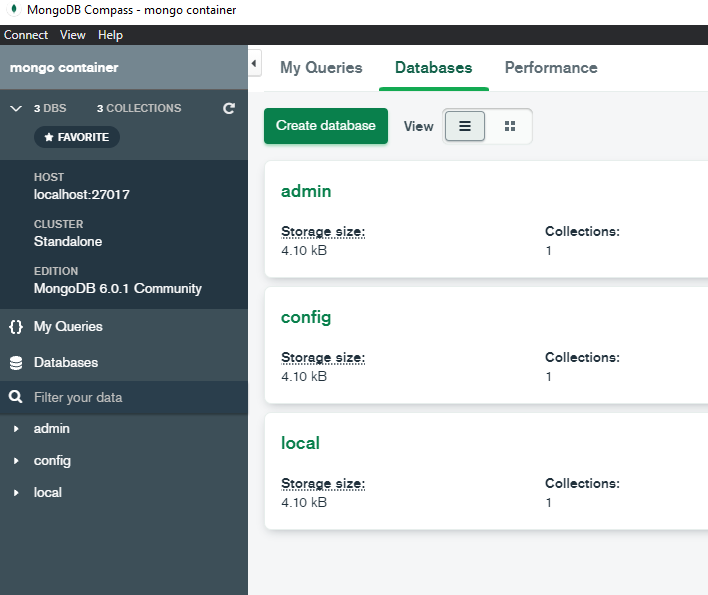 MongoDB Compass - mongo container
Connect View Help
mongo container
3 DBS 3 COLLECTIONS
FAVORITE
HOST
localhost:27017
CLUSTER
Standalone
EDITION
MongoDB 6.0.1 Community
{} My Queries
Databases
Filter your data
admin
config
local
My Queries Databases Performance
Create database View
admin
Storage size: Collections:
4.10 kB 1
config
Storage size: Collections:
4.10 kB 1
local
Storage size: Collections:
4.10 kB 1